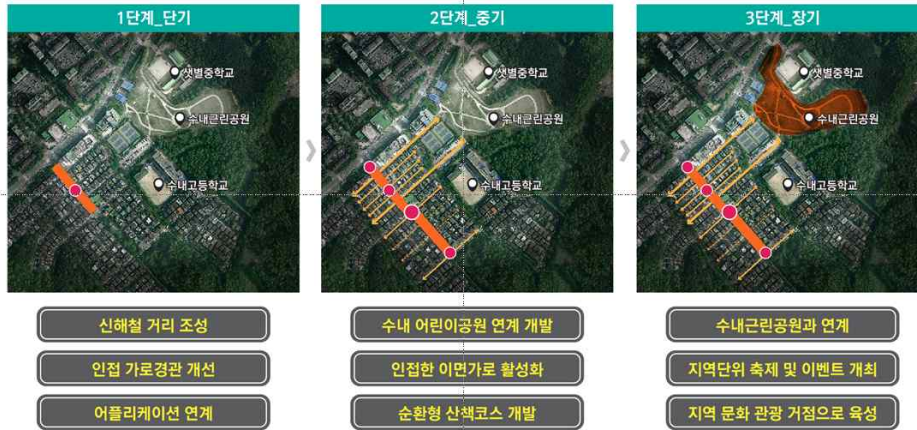 1단계_단기
샛별중학교
수내근린공원
수내고등학교
신해철 거리 조성
인접 가로경관 개선
어플리케이션 연계
2단계_중기
샛별중학교
수내근린공원
수내고등학교
수내 어린이공원 연계 개발
인접한 이면가로 활성화
순환형 산책코스 개발
3단계_장기
샛별중학교
수내근린공원
수내고등학교
수내근린공원과 연계
지역단위 축제 및 이벤트 개최
지역 문화 관광 거점으로 육성